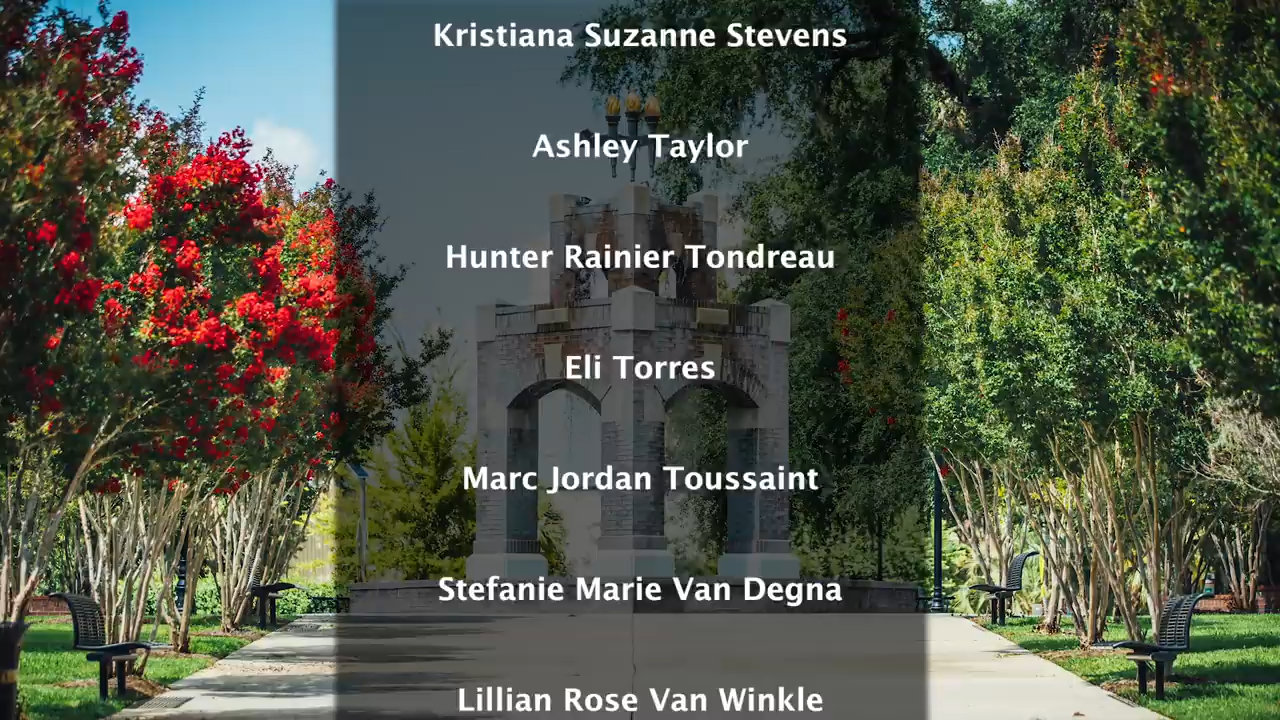 Kristiana Suzanne Stevens
Ashley Taylor
Hunter Rainier Tondreau
Eli Torres
Marc Jordan Toussaint
Stefanie Marie Van Degna
Lillian Rose Van Winkle